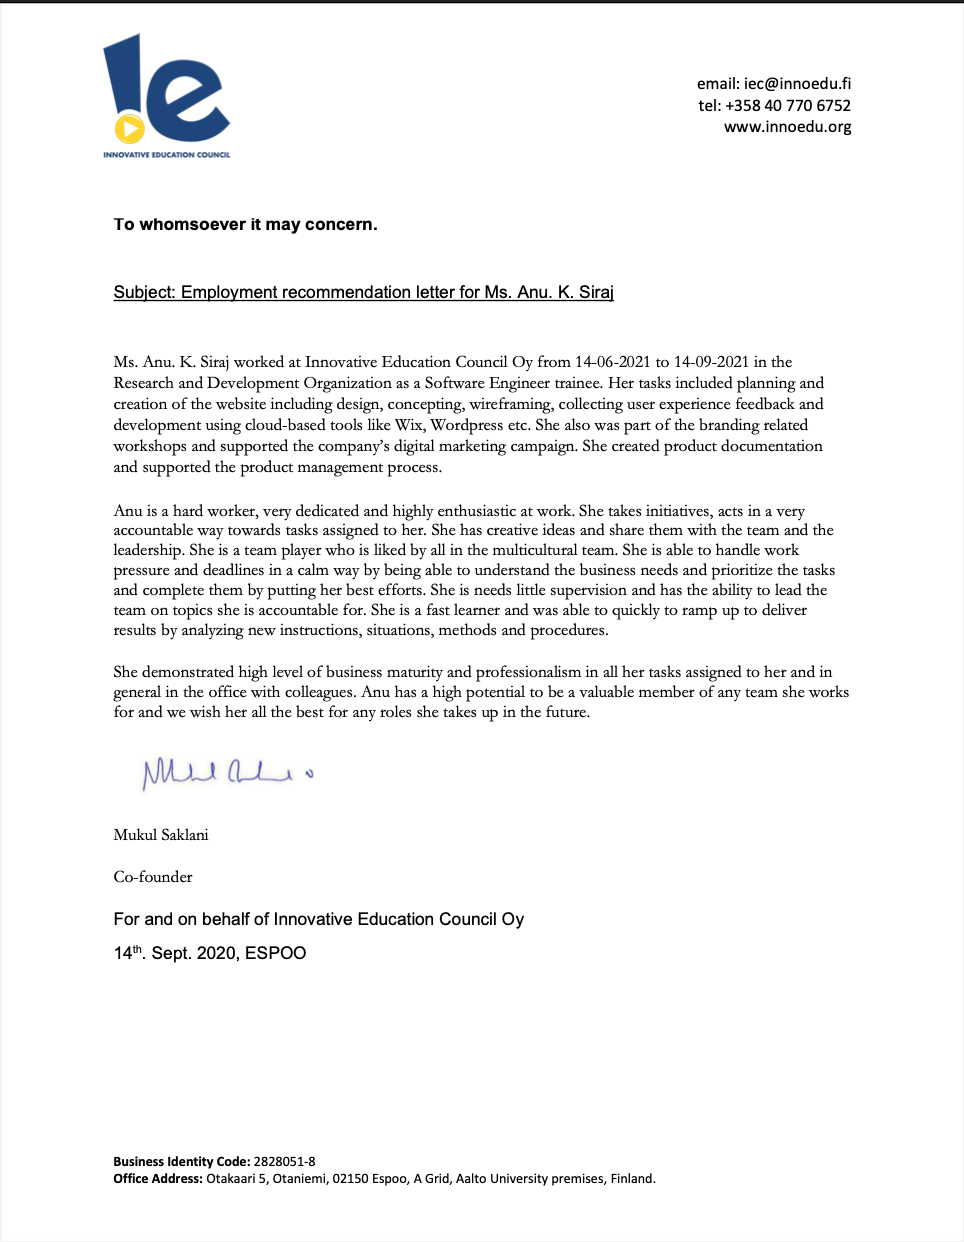 INNOVATIVE EDUCATION COUNCIL
email: iec@innoedu.fi
tel: +358 40 770 6752
www.innoedu.org
To whomsoever it may concern.
Subject: Employment recommendation letter for Ms. Anu. K. Siraj
Ms. Anu. K. Siraj worked at Innovative Education Council Oy from 14-06-2021 to 14-09-2021 in the
Research and Development Organization as a Software Engineer trainee. Her tasks included planning and
creation of the website including design, concepting, wireframing, collecting user experience feedback and
development using cloud-based tools like Wix, Wordpress etc. She also was part of the branding related
workshops and supported the company’s digital marketing campaign. She created product documentation
and supported the product management process.
Anu is a hard worker, very dedicated and highly enthusiastic at work. She takes initiatives, acts in a very
accountable way towards tasks assigned to her. She has creative ideas and share them with the team and the
leadership. She is a team player who is liked by all in the multicultural team. She is able to handle work
pressure and deadlines in a calm way by being able to understand the business needs and prioritize the tasks
and complete them by putting her best efforts. She is needs little supervision and has the ability to lead the
team on topics she is accountable for. She is a fast learner and was able to quickly to ramp up to deliver
results by analyzing new instructions, situations, methods and procedures.
She demonstrated high level of business maturity and professionalism in all her tasks assigned to her and in
general in the office with colleagues. Anu has a high potential to be a valuable member of any team she works
for and we wish her all the best for any roles she takes up in the future.
Mukul Saklani
Co-founder
For and on behalf of Innovative Education Council Oy
14th. Sept. 2020, ESPOO
Business Identity Code: 2828051-8
Office Address: Otakaari 5, Otaniemi, 02150 Espoo, A Grid, Aalto University premises, Finland.